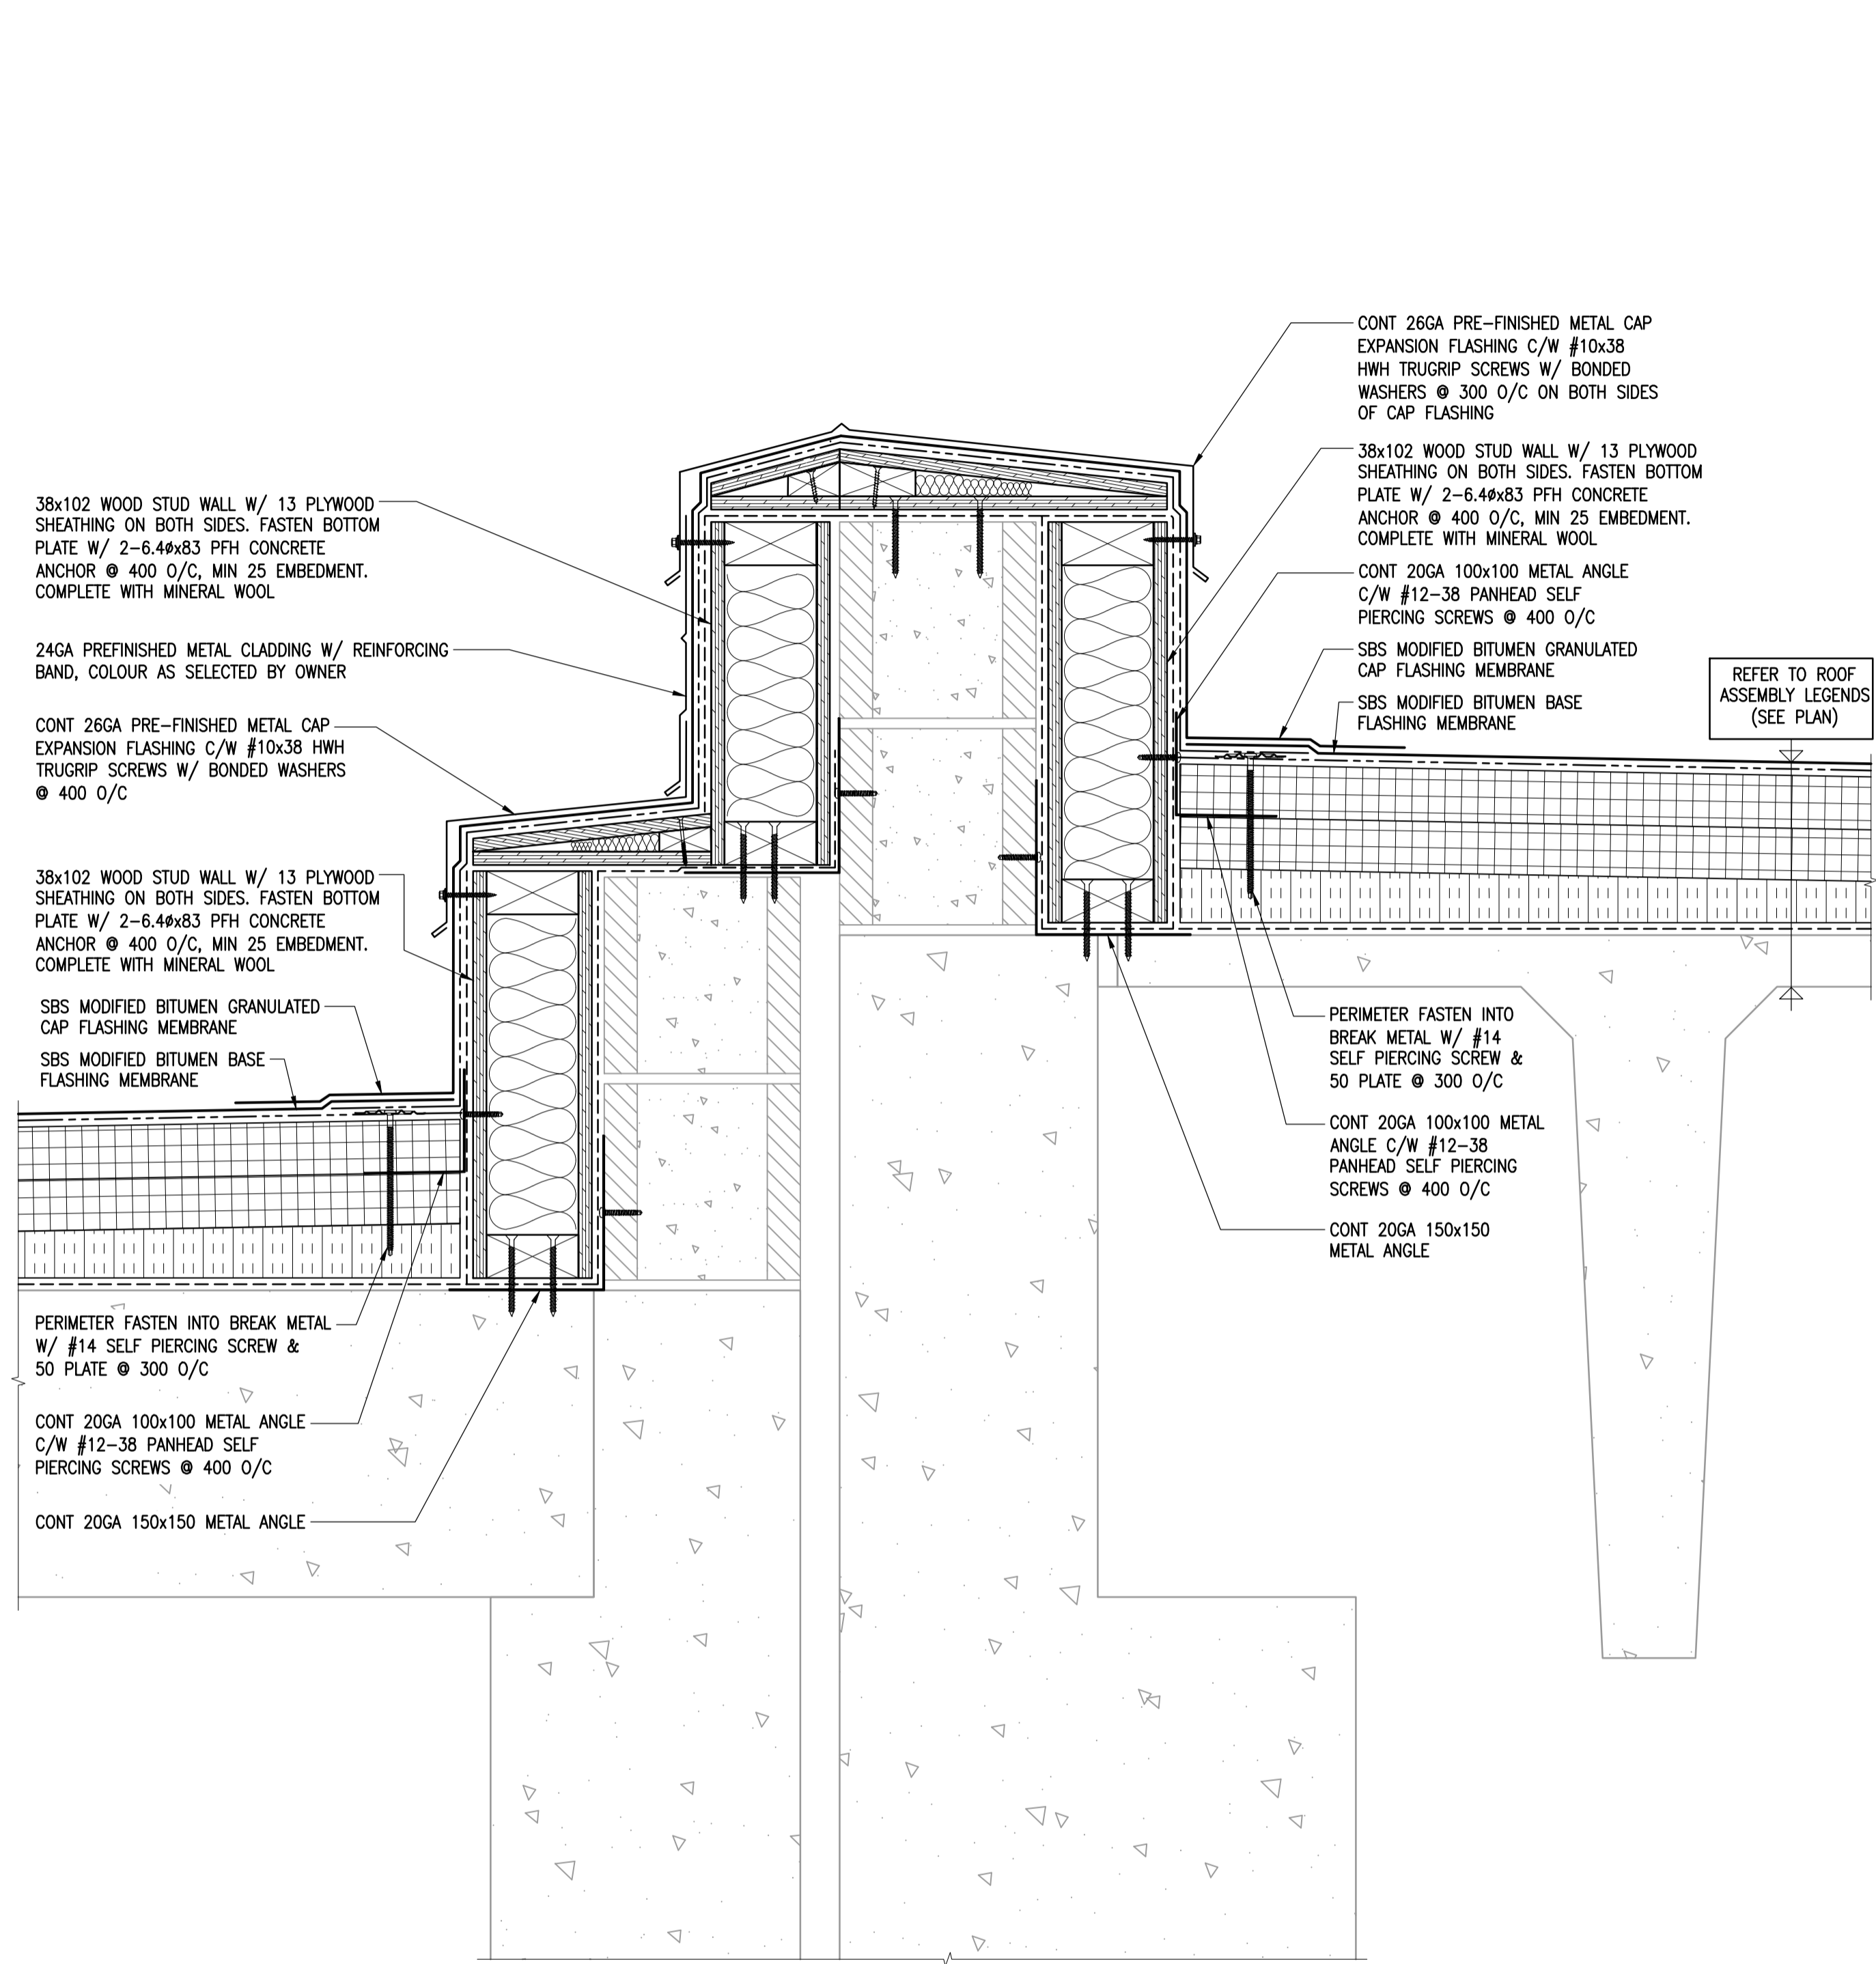 38x102 WOOD STUD WALL W/ 13 PLYWOOD
SHEATHING ON BOTH SIDES. FASTEN BOTTOM
PLATE W/ 2-6.4øx83 PFH CONCRETE
ANCHOR @ 400 O/C, MIN 25 EMBEDMENT.
COMPLETE WITH MINERAL WOOL
24GA PREFINISHED METAL CLADDING W/ REINFORCING
BAND, COLOUR AS SELECTED BY OWNER
CONT 26GA PRE-FINISHED METAL CAP
EXPANSION FLASHING C/W #10x38 HWH
TRUGRIP SCREWS W/ BONDED WASHERS
@ 400 O/C
38x102 WOOD STUD WALL W/ 13 PLYWOOD
SHEATHING ON BOTH SIDES. FASTEN BOTTOM
PLATE W/ 2-6.4øx83 PFH CONCRETE
ANCHOR @ 400 O/C, MIN 25 EMBEDMENT.
COMPLETE WITH MINERAL WOOL
SBS MODIFIED BITUMEN GRANULATED
CAP FLASHING MEMBRANE
SBS MODIFIED BITUMEN BASE
FLASHING MEMBRANE
PERIMETER FASTEN INTO BREAK METAL
W/ #14 SELF PIERCING SCREW &
50 PLATE @ 300 O/C
CONT 20GA 100x100 METAL ANGLE
C/W #12-38 PANHEAD SELF
PIERCING SCREWS @ 400 O/C
CONT 20GA 150x150 METAL ANGLE
CONT 26GA PRE-FINISHED METAL CAP
EXPANSION FLASHING C/W #10x38
HWH TRUGRIP SCREWS W/ BONDED
WASHERS @ 300 O/C ON BOTH SIDES
OF CAP FLASHING
38x102 WOOD STUD WALL W/ 13 PLYWOOD
SHEATHING ON BOTH SIDES. FASTEN BOTTOM
PLATE W/ 2-6.4øx83 PFH CONCRETE
ANCHOR @ 400 O/C, MIN 25 EMBEDMENT.
COMPLETE WITH MINERAL WOOL
CONT 20GA 100x100 METAL ANGLE
C/W #12-38 PANHEAD SELF
PIERCING SCREWS @ 400 O/C
SBS MODIFIED BITUMEN GRANULATED
CAP FLASHING MEMBRANE
SBS MODIFIED BITUMEN BASE
FLASHING MEMBRANE
REFER TO ROOF
ASSEMBLY LEGENDS
(SEE PLAN)
PERIMETER FASTEN INTO
BREAK METAL W/ #14
SELF PIERCING SCREW &
50 PLATE @ 300 O/C
CONT 20GA 100x100 METAL
ANGLE C/W #12-38
PANHEAD SELF PIERCING
SCREWS @ 400 O/C
CONT 20GA 150x150
METAL ANGLE